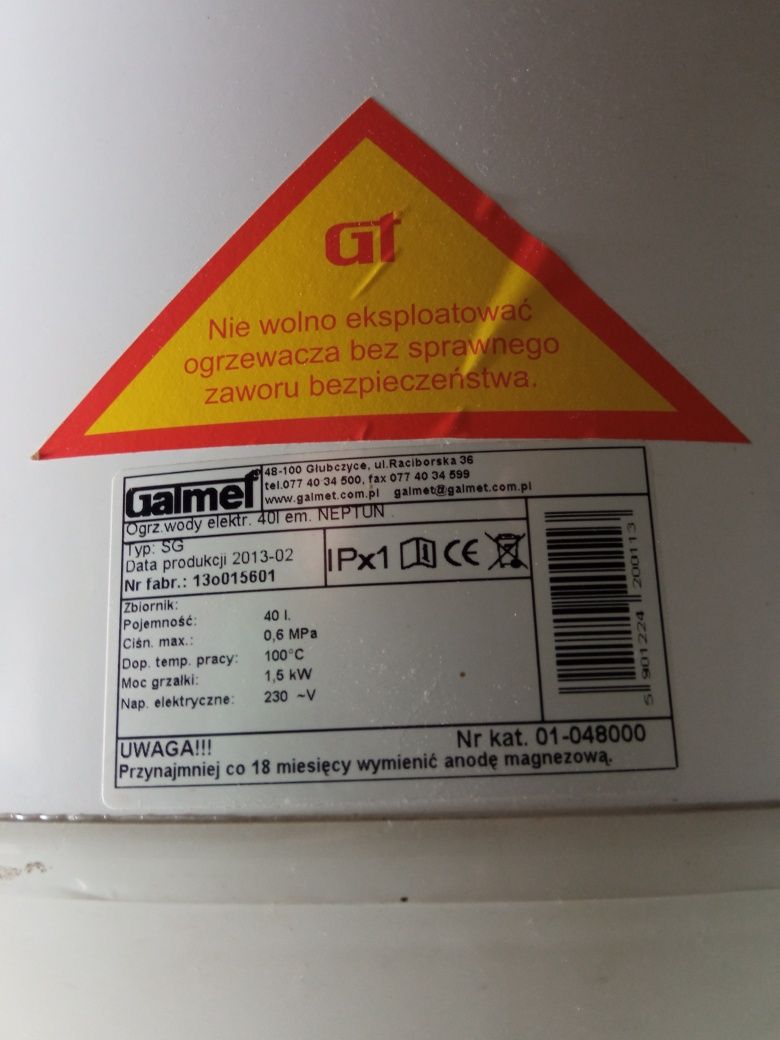 GT
Nie wolno eksploatować
ogrzewacza bez sprawnego
zaworu bezpieczeństwa.
Galmet
48-100 Głubczyce, ul.Raciborska 36
tel.077 40 34 500, fax 077 40 34 599
www.galmet.com.pl galmet@galmet.com.pl
Ogrz.wody elektr. 40l em. NEPTUN
Typ: SG
Data produkcji 2013-02
Nr fabr.: 13o015601
IPx1 CE
Zbiornik:
Pojemność: 40 l.
Ciśn. max.: 0,6 MPa
Dop. temp. pracy: 100°C
Moc grzałki: 1,5 kW
Nap. elektryczne: 230 ~V
5 901224 200113
UWAGA!!! Nr kat. 01-048000
Przynajmniej co 18 miesięcy wymienić anodę magnezową.